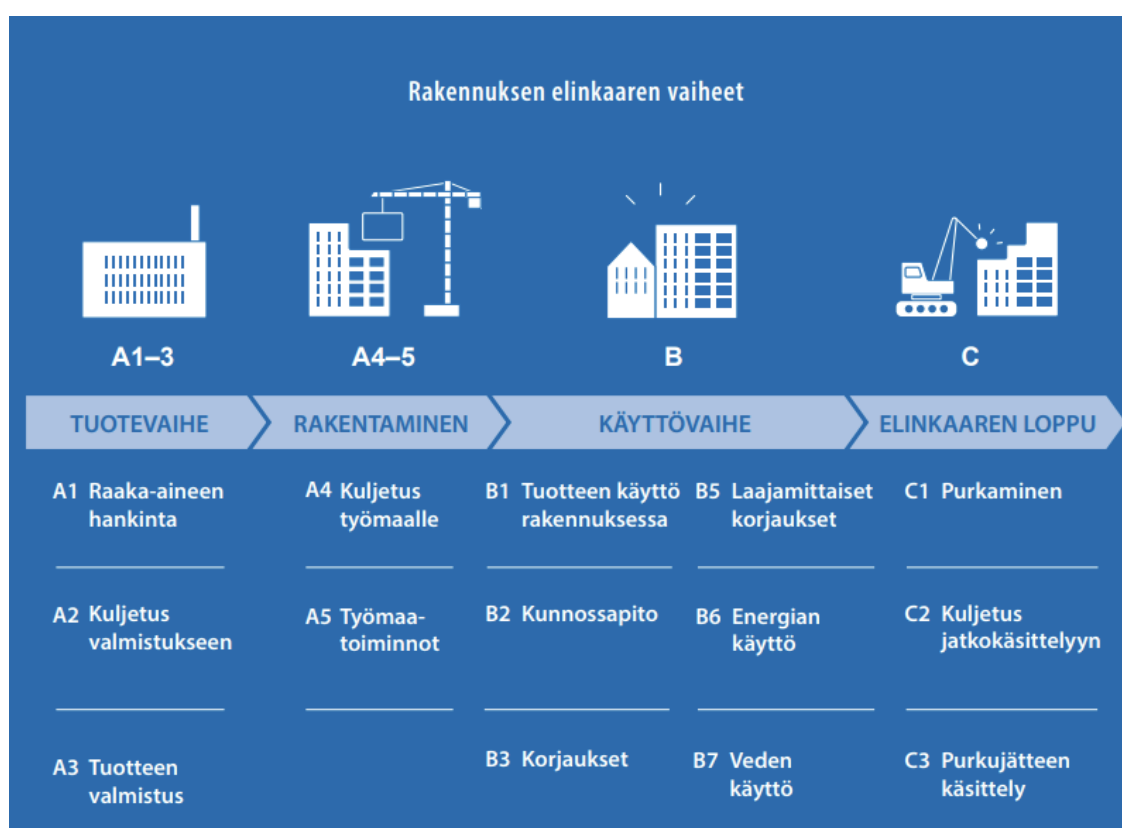 Rakennuksen elinkaaren vaiheet
A1–3
A4–5
B
C
TUOTEVAIHE
RAKENTAMINEN
KÄYTTÖVAIHE
ELINKAAREN LOPPU
A1 Raaka-aineen
hankinta
A2 Kuljetus
valmistukseen
A3 Tuotteen
valmistus
A4 Kuljetus
työmaalle
A5 Työmaa-
toiminnot
B1 Tuotteen käyttö
rakennuksessa
B2 Kunnossapito
B3 Korjaukset
B5 Laajamittaiset
korjaukset
B6 Energian
käyttö
B7 Veden
käyttö
C1 Purkaminen
C2 Kuljetus
jatkokäsittelyyn
C3 Purkujätteen
käsittely